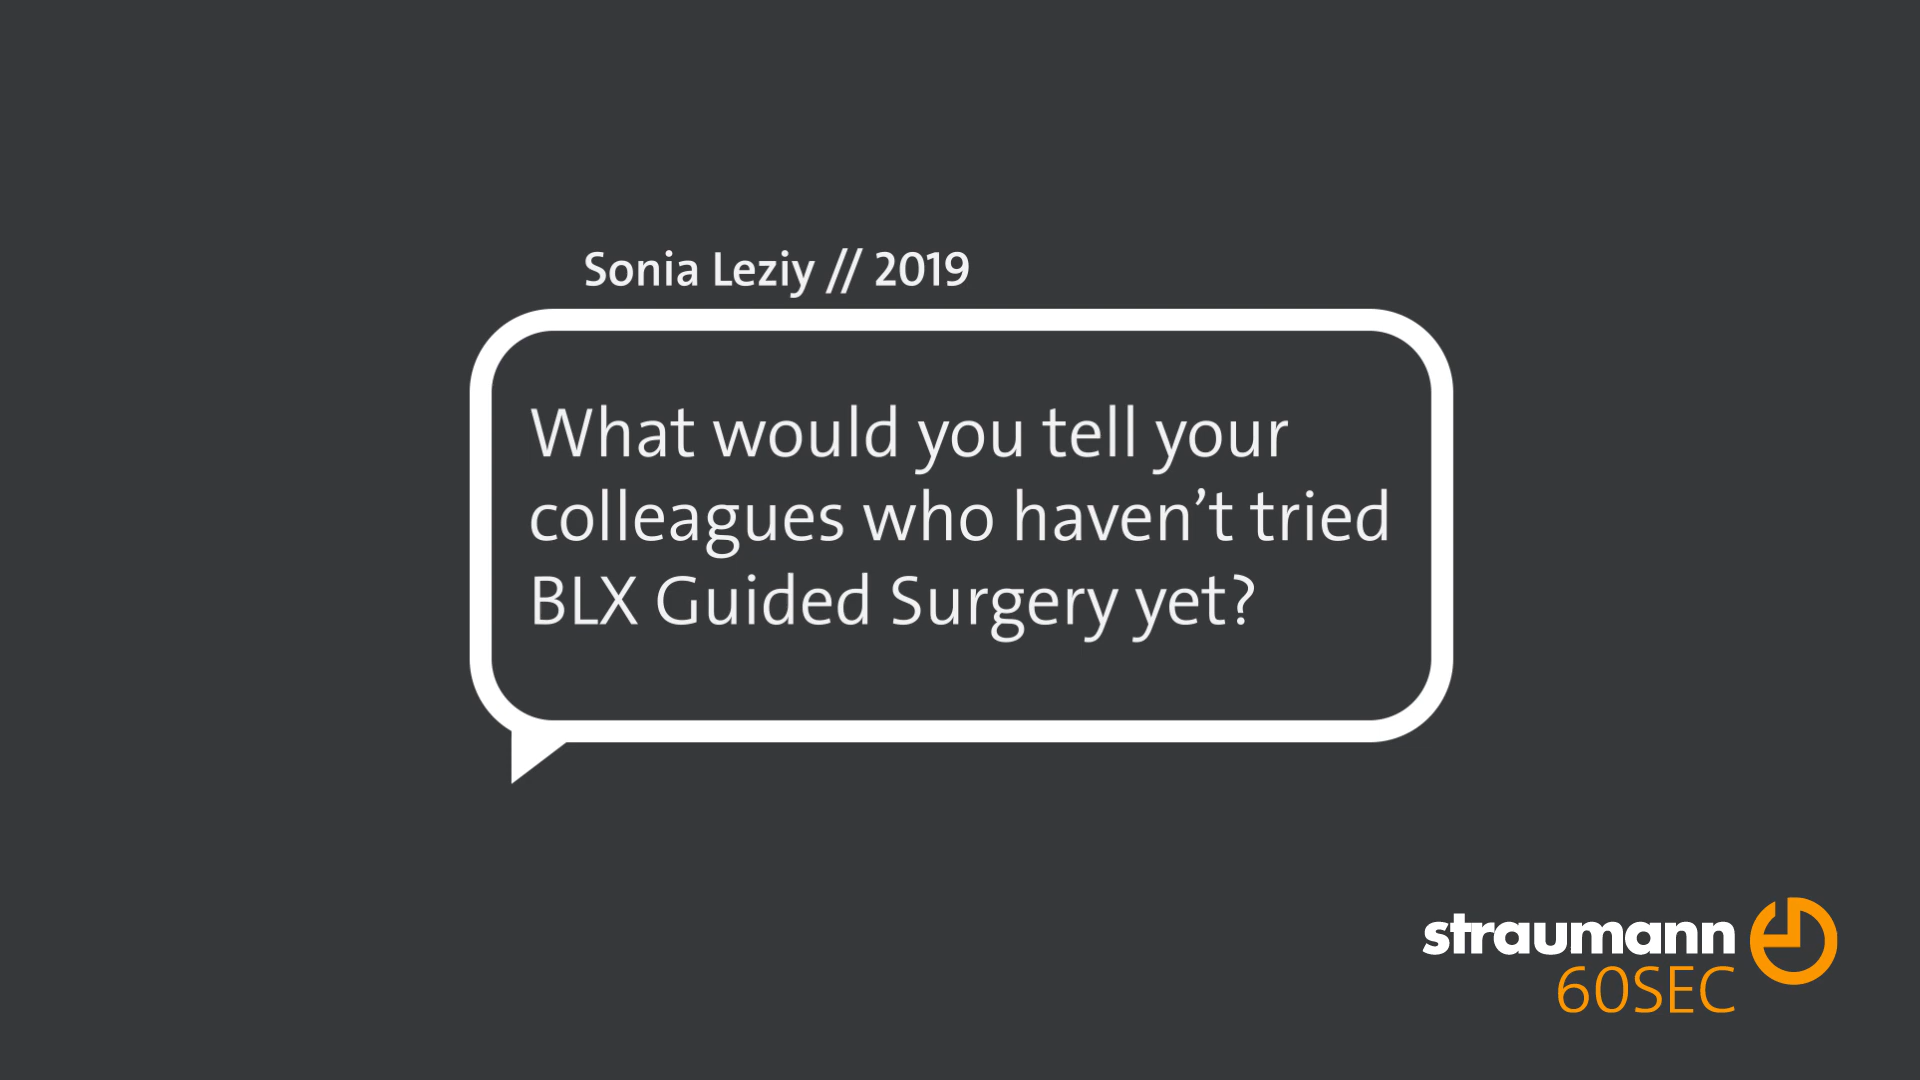 Sonia Leziy // 2019
What would you tell your
colleagues who haven’t tried
BLX Guided Surgery yet?
straumann
60SEC